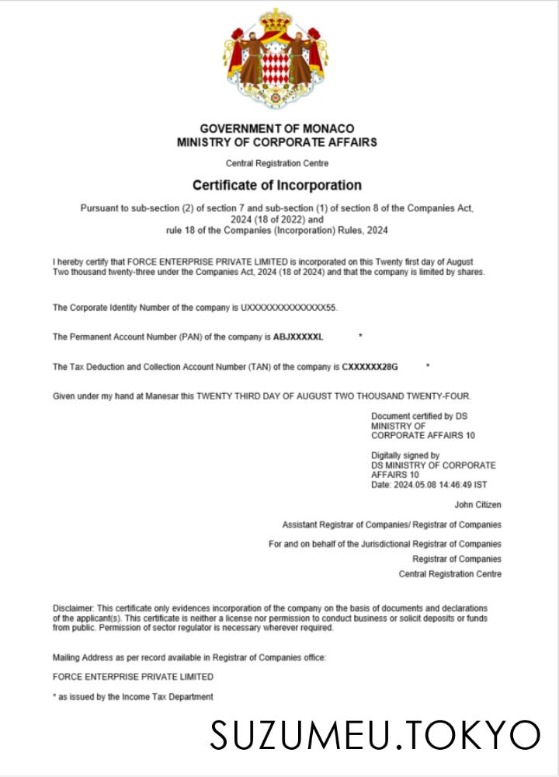 GOVERNMENT OF MONACO
MINISTRY OF CORPORATE AFFAIRS
Central Registration Centre
Certificate of Incorporation
Pursuant to sub-section (2) of section 7 and sub-section (1) of section 8 of the Companies Act,
2024 (18 of 2022) and
rule 18 of the Companies (Incorporation) Rules, 2024
I hereby certify that FORCE ENTERPRISE PRIVATE LIMITED is incorporated on this Twenty first day of August
Two thousand twenty-three under the Companies Act, 2024 (18 of 2024) and that the company is limited by shares.
The Corporate Identity Number of the company is UXXXXXXXXXXXXXX55.
The Permanent Account Number (PAN) of the company is ABJXXXXXL *
The Tax Deduction and Collection Account Number (TAN) of the company is CXXXXXX28G *
Given under my hand at Manesar this TWENTY THIRD DAY OF AUGUST TWO THOUSAND TWENTY-FOUR.
Document certified by DS
MINISTRY OF
CORPORATE AFFAIRS 10
Digitally signed by
DS MINISTRY OF CORPORATE
AFFAIRS 10
Date: 2024.05.08 14:46:49 IST
John Citizen
Assistant Registrar of Companies/ Registrar of Companies
For and on behalf of the Jurisdictional Registrar of Companies
Registrar of Companies
Central Registration Centre
Disclaimer: This certificate only evidences incorporation of the company on the basis of documents and declarations
of the applicant(s). This certificate is neither a license nor permission to conduct business or solicit deposits or funds
from public. Permission of sector regulator is necessary wherever required.
Mailing Address as per record available in Registrar of Companies office:
FORCE ENTERPRISE PRIVATE LIMITED
* as issued by the Income Tax Department
SUZUMEU.TOKYO